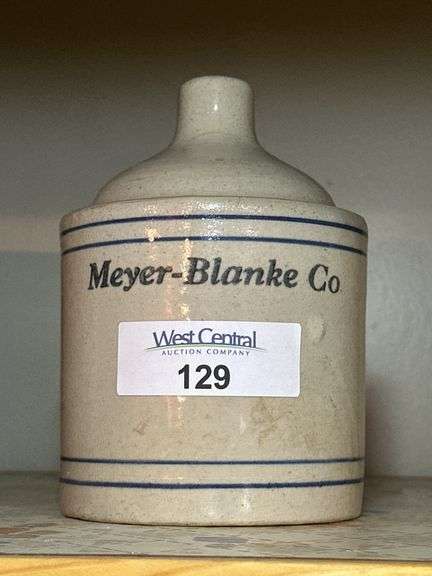 Meyer-Blanke Co
West Central
AUCTION COMPANY
129